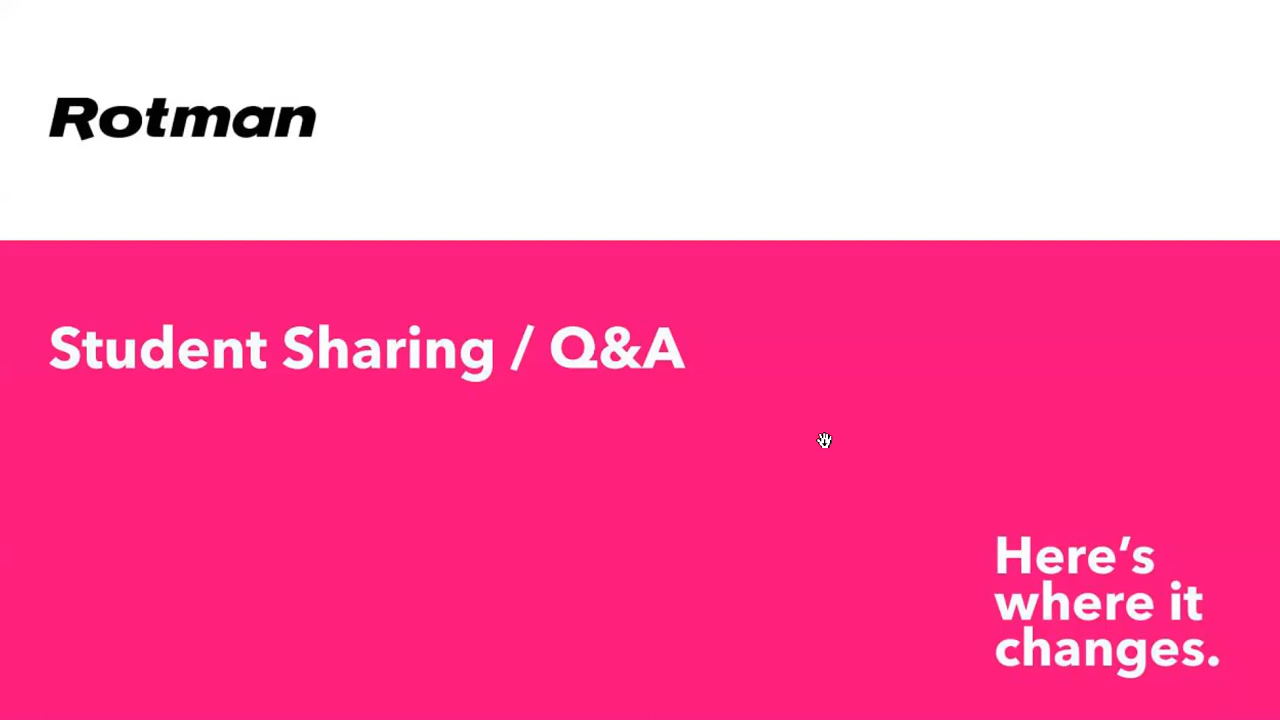 Rotman
Student Sharing / Q&A
Here’s
where it
changes.